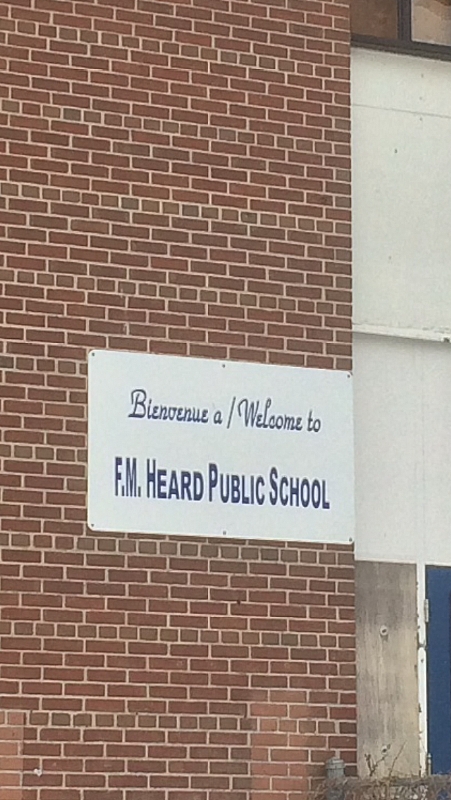 Bienvenue a / Welcome to
F.M. HEARD PUBLIC SCHOOL